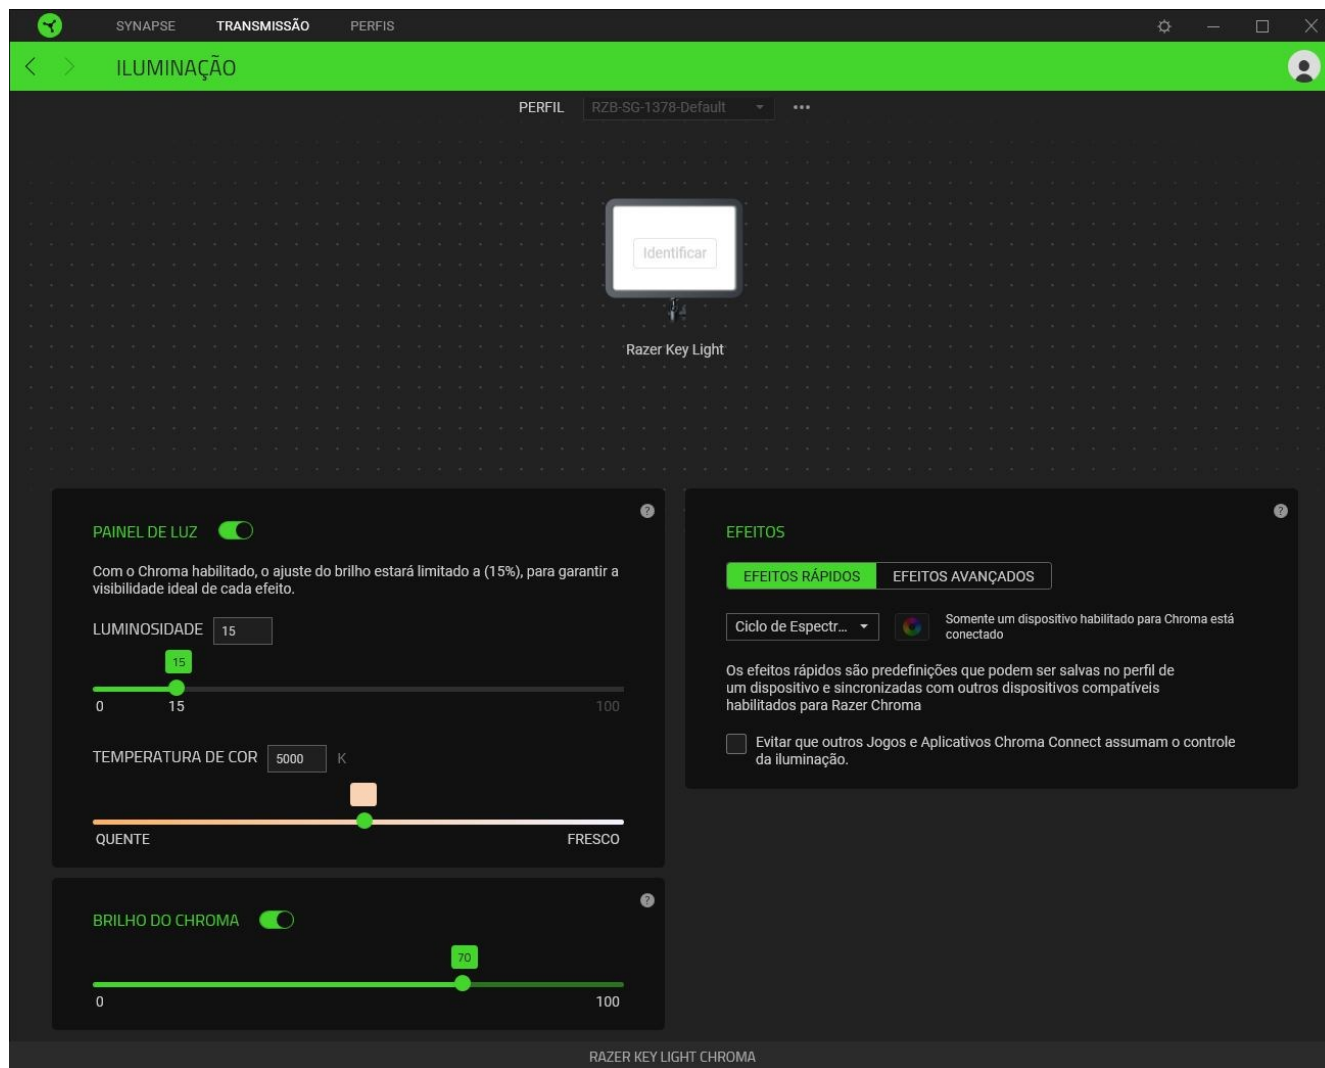 SYNAPSE TRANSMISSÃO PERFIS
ILUMINAÇÃO
PERFIL RZB-SG-1378-Default
Identificar
Razer Key Light
PAINEL DE LUZ
Com o Chroma habilitado, o ajuste do brilho estará limitado a (15%), para garantir a
visibilidade ideal de cada efeito.
LUMINOSIDADE 15
15
0 15 100
TEMPERATURA DE COR 5000 K
QUENTE FRESCO
BRILHO DO CHROMA
70
0 100
EFEITOS
EFEITOS RÁPIDOS EFEITOS AVANÇADOS
Ciclo de Espectr...
Somente um dispositivo habilitado para Chroma está
conectado
Os efeitos rápidos são predefinições que podem ser salvas no perfil de
um dispositivo e sincronizadas com outros dispositivos compatíveis
habilitados para Razer Chroma
Evitar que outros Jogos e Aplicativos Chroma Connect assumam o controle
da iluminação.
RAZER KEY LIGHT CHROMA